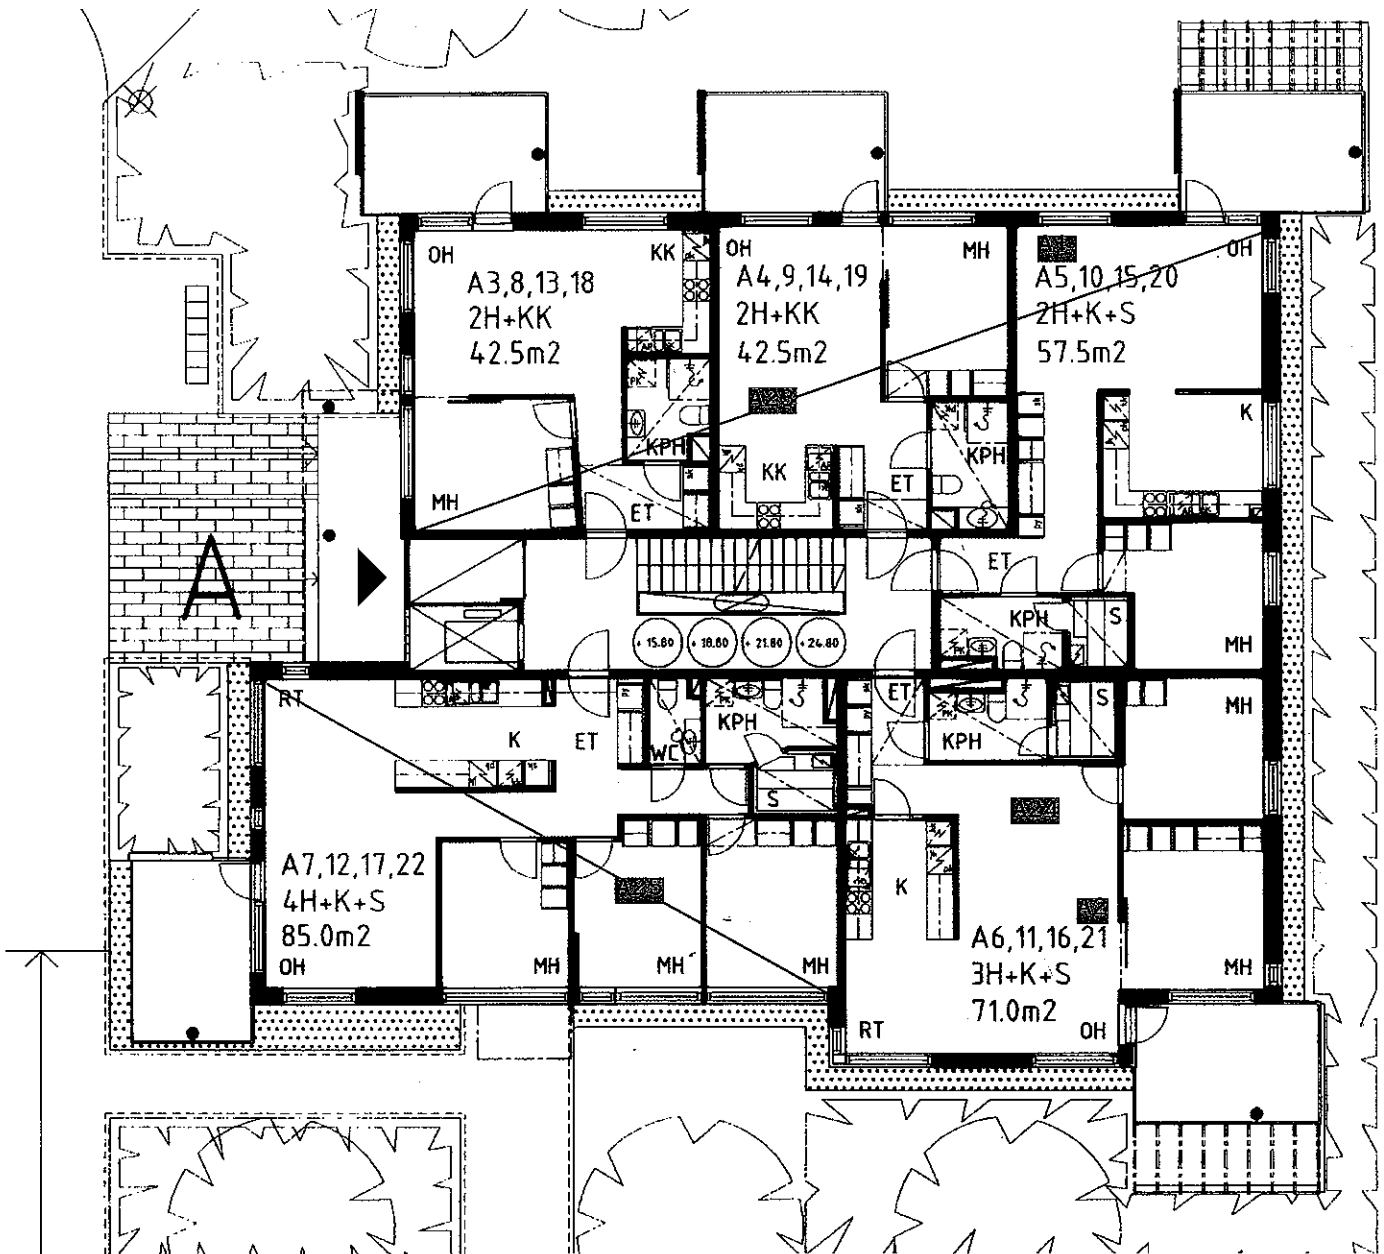 OH
KK
A3,8,13,18
2H+KK
42.5m2
KPH
MH
ET
OH
MH
A4,9,14,19
2H+KK
42.5m2
KK
KPH
ET
OH
A5,10,15,20
2H+K+S
57.5m2
K
ET
KPH
S
MH
A
+ 15.80
+ 18.80
+ 21.80
+ 24.80
RT
K
ET
WC
KPH
S
A7,12,17,22
4H+K+S
85.0m2
OH
MH
MH
MH
ET
KPH
S
MH
K
A6,11,16,21
3H+K+S
71.0m2
RT
OH
MH